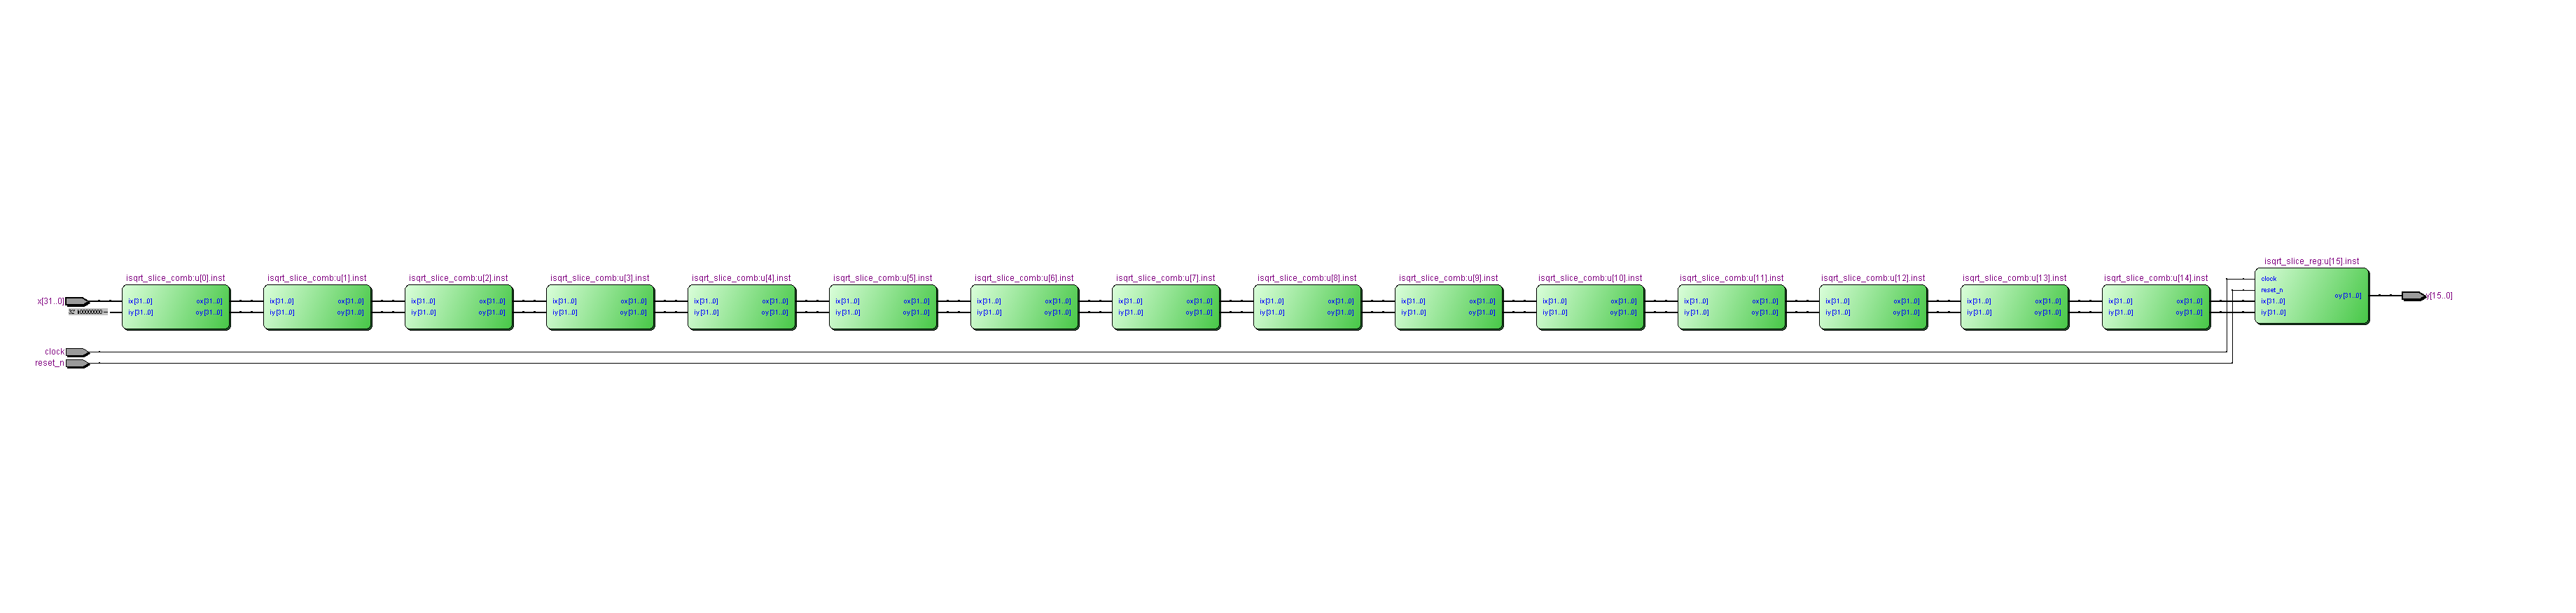 isqrt_slice_comb:u[0].inst
isqrt_slice_comb:u[1].inst
isqrt_slice_comb:u[2].inst
isqrt_slice_comb:u[3].inst
isqrt_slice_comb:u[4].inst
isqrt_slice_comb:u[5].inst
isqrt_slice_comb:u[6].inst
isqrt_slice_comb:u[7].inst
isqrt_slice_comb:u[8].inst
isqrt_slice_comb:u[9].inst
isqrt_slice_comb:u[10].inst
isqrt_slice_comb:u[11].inst
isqrt_slice_comb:u[12].inst
isqrt_slice_comb:u[13].inst
isqrt_slice_comb:u[14].inst
isqrt_slice_reg:u[15].inst
x[31..0]
ix[31..0] ox[31..0]
iy[31..0] oy[31..0]
ix[31..0] ox[31..0]
iy[31..0] oy[31..0]
ix[31..0] ox[31..0]
iy[31..0] oy[31..0]
ix[31..0] ox[31..0]
iy[31..0] oy[31..0]
ix[31..0] ox[31..0]
iy[31..0] oy[31..0]
ix[31..0] ox[31..0]
iy[31..0] oy[31..0]
ix[31..0] ox[31..0]
iy[31..0] oy[31..0]
ix[31..0] ox[31..0]
iy[31..0] oy[31..0]
ix[31..0] ox[31..0]
iy[31..0] oy[31..0]
ix[31..0] ox[31..0]
iy[31..0] oy[31..0]
ix[31..0] ox[31..0]
iy[31..0] oy[31..0]
ix[31..0] ox[31..0]
iy[31..0] oy[31..0]
ix[31..0] ox[31..0]
iy[31..0] oy[31..0]
ix[31..0] ox[31..0]
iy[31..0] oy[31..0]
ix[31..0] ox[31..0]
iy[31..0] oy[31..0]
clock
reset_n
ix[31..0]
iy[31..0]
oy[31..0]
y[15..0]
clock
reset_n